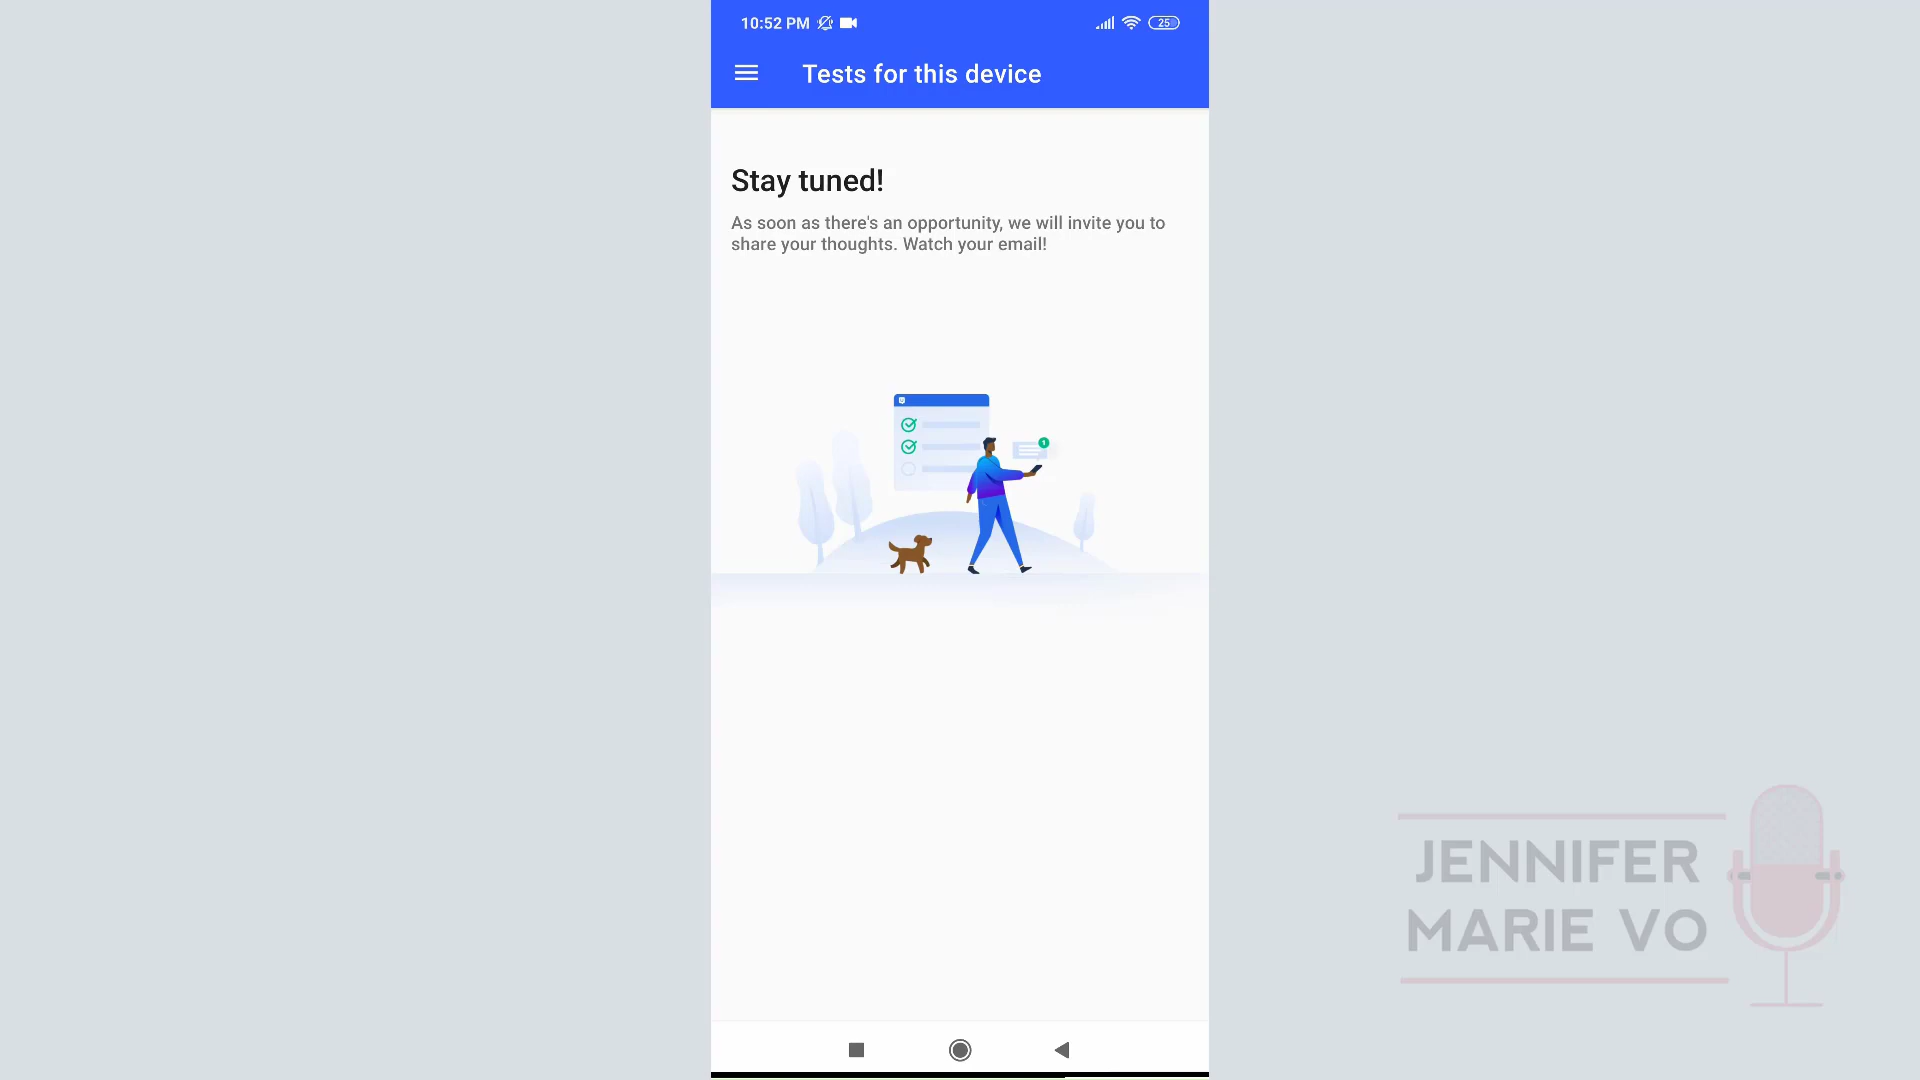 10:52 PM
25
Tests for this device
Stay tuned!
As soon as there's an opportunity, we will invite you to
share your thoughts. Watch your email!
1
JENNIFER
MARIE VO